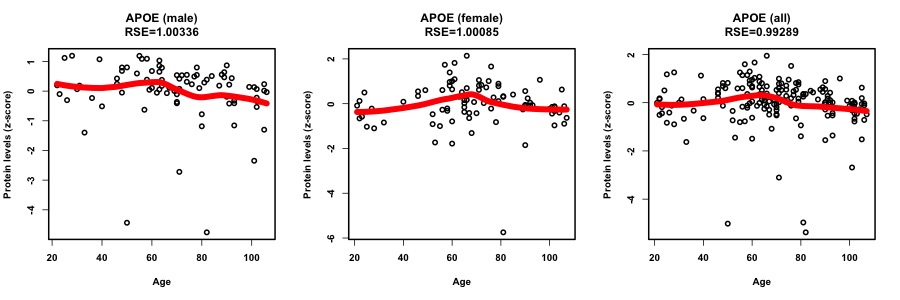 APOE (male)
RSE=1.00336
Protein levels (z-score)
1
0
-1
-2
-3
-4
20 40 60 80 100
Age
APOE (female)
RSE=1.00085
Protein levels (z-score)
2
0
-2
-4
-6
20 40 60 80 100
Age
APOE (all)
RSE=0.99289
Protein levels (z-score)
2
0
-2
-4
20 40 60 80 100
Age